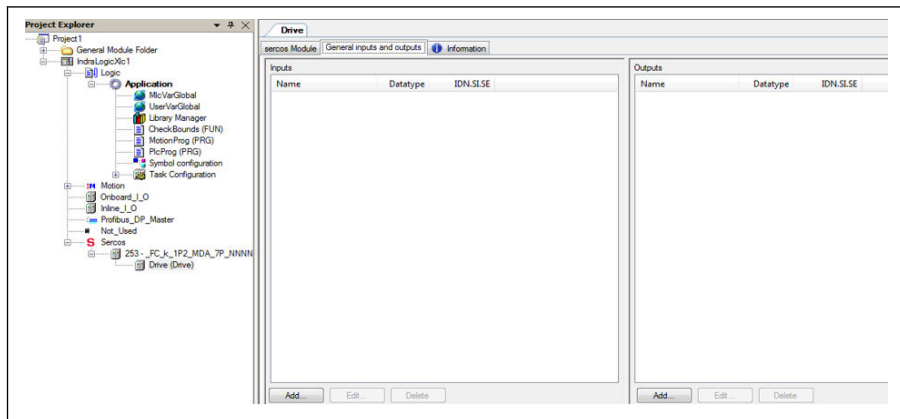 Project Explorer
Project1
General Module Folder
IndraLogicXlc1
Logic
Application
MlcVarGlobal
UserVarGlobal
Library Manager
CheckBounds (FUN)
MotionProg (PRG)
PlcProg (PRG)
Symbol configuration
Task Configuration
Motion
Onboard_I_O
Inline_I_O
Profibus_DP_Master
Not_Used
Sercos
253 - _FC_k_1P2_MDA_7P_NNNN
Drive (Drive)
Drive
sercos Module General inputs and outputs Information
Inputs
Name Datatype IDN.SI.SE
Add... Edit... Delete
Outputs
Name Datatype IDN.SI.SE
Add... Edit... Delete